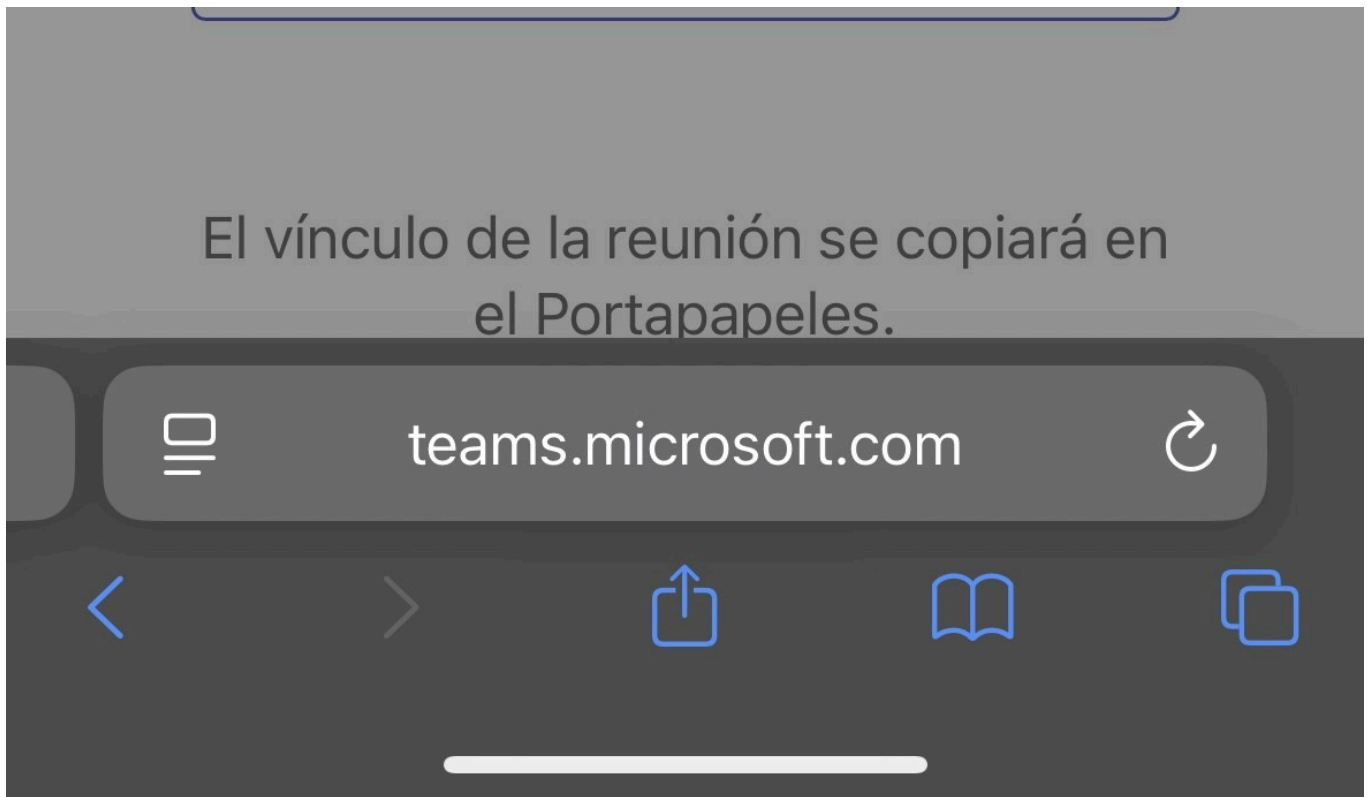 El vínculo de la reunión se copiará en
el Portapapeles.
teams.microsoft.com